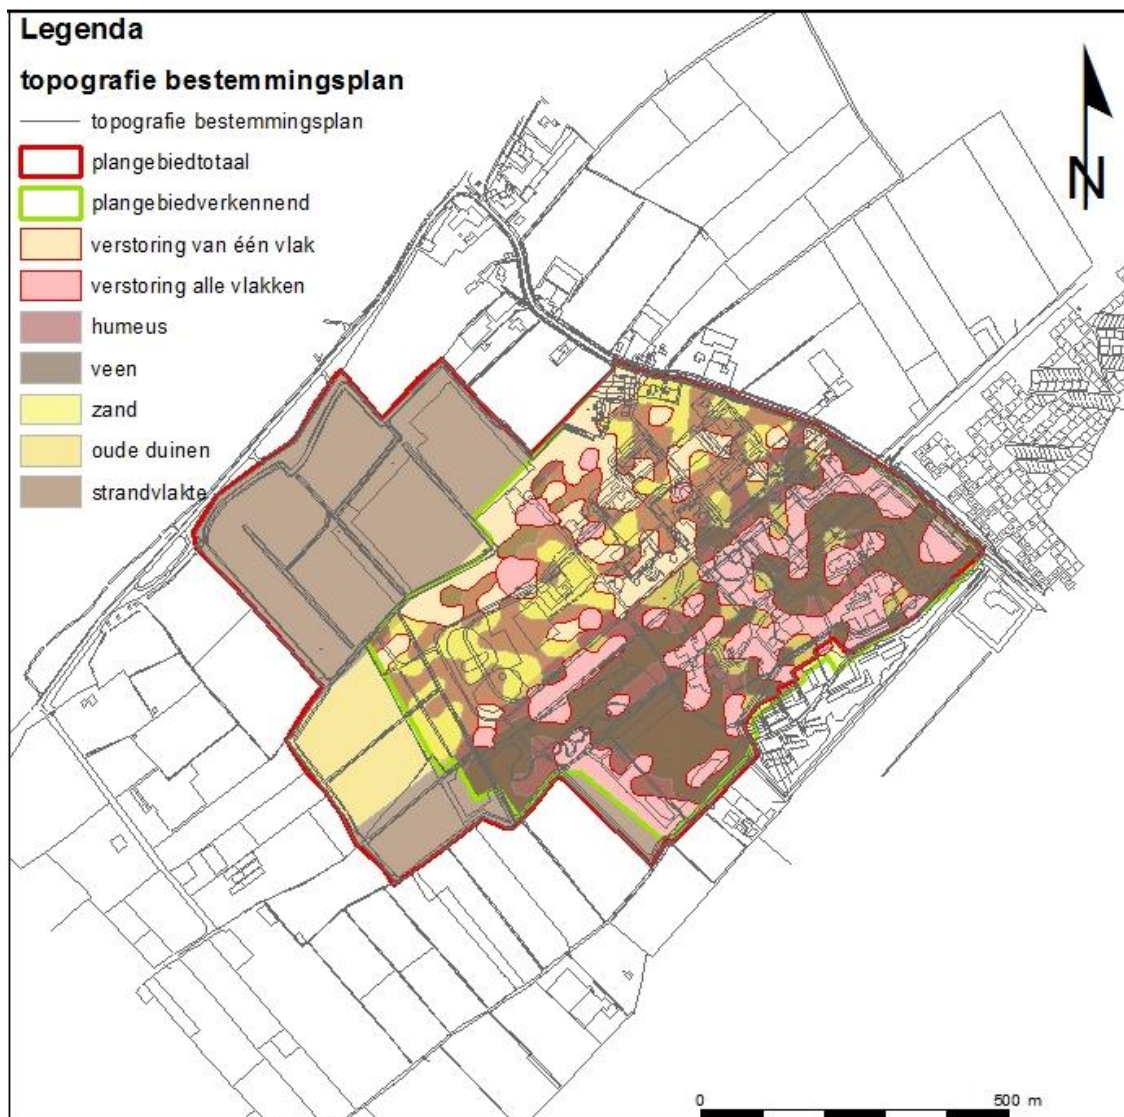 Legenda
topografie bestemmingsplan
topografie bestemmingsplan
plangebiedtotaal
plangebiedverkennend
verstoring van één vlak
verstoring alle vlakken
humeus
veen
zand
oude duinen
strandvlakte
N
0 500 m